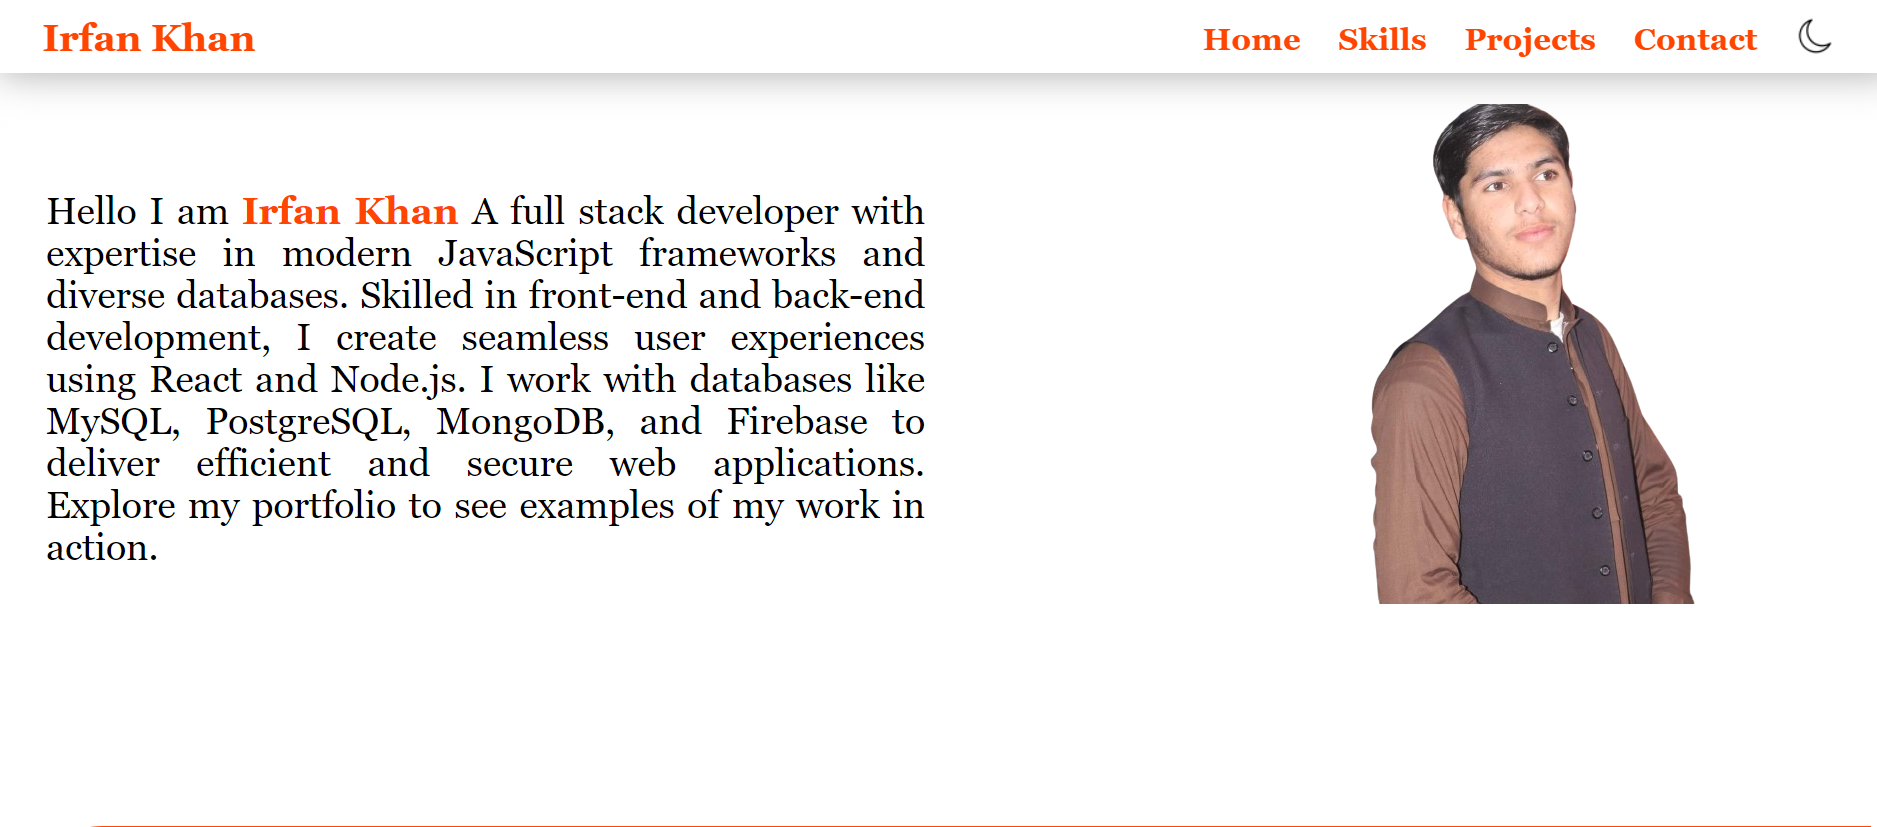 Irfan Khan
Home Skills Projects Contact
Hello I am Irfan Khan A full stack developer with
expertise in modern JavaScript frameworks and
diverse databases. Skilled in front-end and back-end
development, I create seamless user experiences
using React and Node.js. I work with databases like
MySQL, PostgreSQL, MongoDB, and Firebase to
deliver efficient and secure web applications.
Explore my portfolio to see examples of my work in
action.